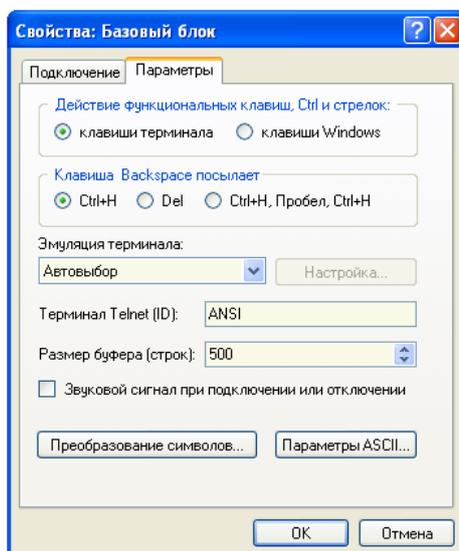 Свойства: Базовый блок
Подключение Параметры
Действие функциональных клавиш, Ctrl и стрелок:
клавиши терминала клавиши Windows
Клавиша Backspace посылает
Ctrl+H Del Ctrl+H, Пробел, Ctrl+H
Эмуляция терминала:
Автовыбор Настройка...
Терминал Telnet (ID): ANSI
Размер буфера (строк): 500
Звуковой сигнал при подключении или отключении
Преобразование символов... Параметры ASCII...
OK Отмена